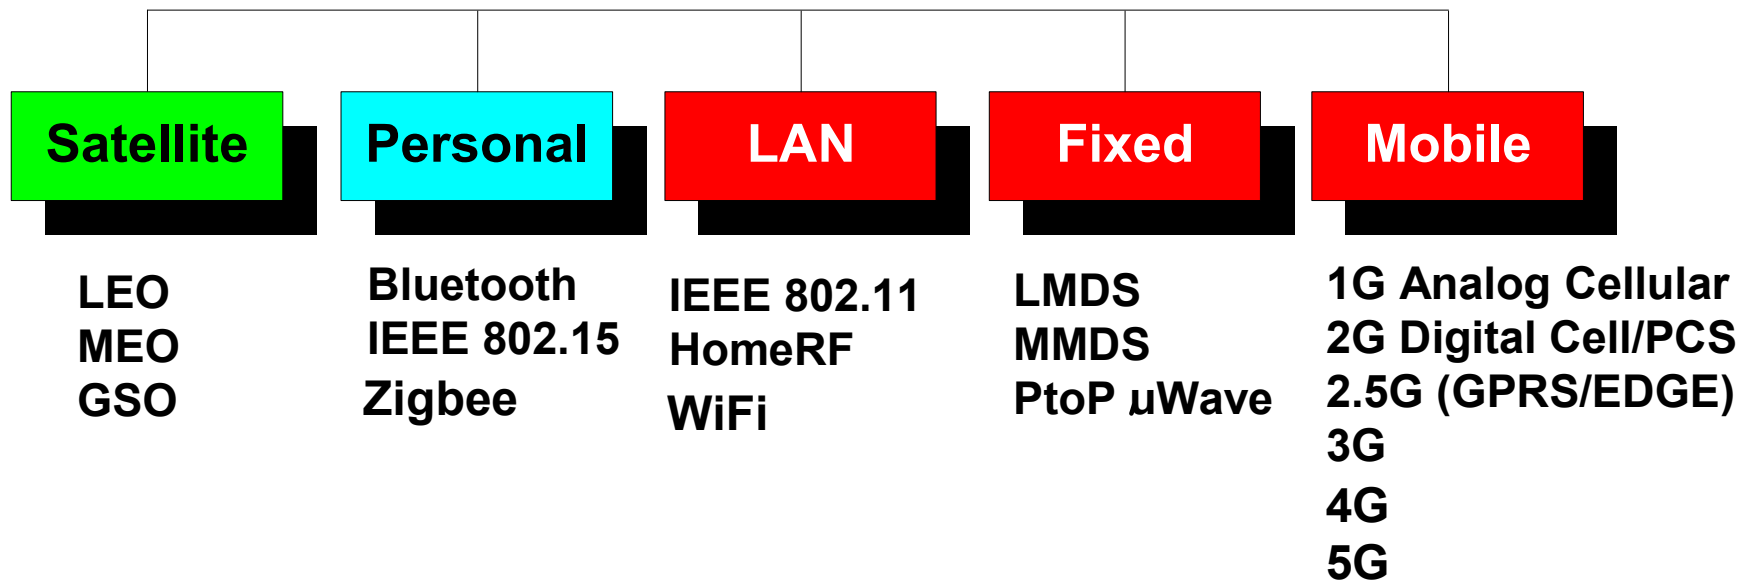 Satellite
Personal
LAN
Fixed
Mobile
LEO
MEO
GSO
Bluetooth
IEEE 802.15
Zigbee
IEEE 802.11
HomeRF
WiFi
LMDS
MMDS
PtoP µWave
1G Analog Cellular
2G Digital Cell/PCS
2.5G (GPRS/EDGE)
3G
4G
5G